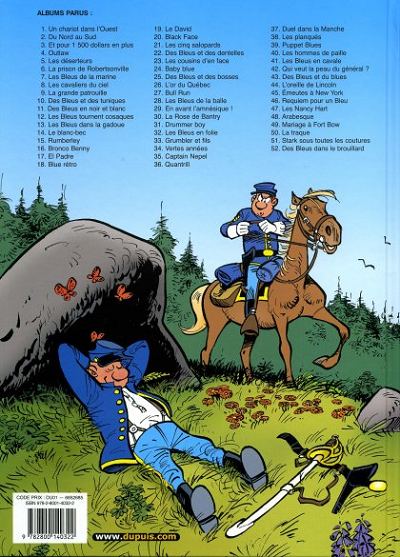 ALBUMS PARUS :
1. Un chariot dans l'Ouest
2. Du Nord au Sud
3. Et pour 1 500 dollars en plus
4. Outlaw
5. Les déserteurs
6. La prison de Robertsonville
7. Les Bleus de la marine
8. Les cavaliers du ciel
9. La grande patrouille
10. Des Bleus et des tuniques
11. Des Bleus en noir et blanc
12. Les Bleus tournent cosaques
13. Les Bleus dans la gadoue
14. Le blanc-bec
15. Rumberley
16. Bronco Benny
17. El Padre
18. Blue rétro
19. Le David
20. Black Face
21. Les cinq salopards
22. Des Bleus et des dentelles
23. Les cousins d'en face
24. Baby blue
25. Des Bleus et des bosses
26. L'or du Québec
27. Bull Run
28. Les Bleus de la balle
29. En avant l'amnésique !
30. La Rose de Bantry
31. Drummer boy
32. Les Bleus en folie
33. Grumbler et fils
34. Vertes années
35. Captain Nepel
36. Quantrill
37. Duel dans la Manche
38. Les planqués
39. Puppet Blues
40. Les hommes de paille
41. Les Bleus en cavale
42. Qui veut la peau du général ?
43. Des Bleus et du blues
44. L'oreille de Lincoln
45. Émeutes à New York
46. Requiem pour un Bleu
47. Les Nancy Hart
48. Arabesque
49. Mariage à Fort Bow
50. La traque
51. Stark sous toutes les coutures
52. Des Bleus dans le brouillard
CODE PRIX : DU01
ISBN 978-2-8001-4032-2
9782800140322
www.dupuis.com